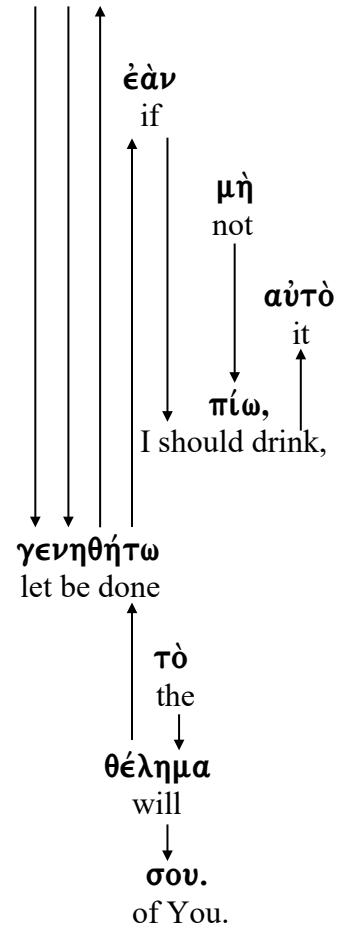 ἐὰν
if
μὴ
not
αὐτὸ
it
πίω,
I should drink,
γενηθήτω
let be done
τὸ
the
θέλημα
will
σου.
of You.